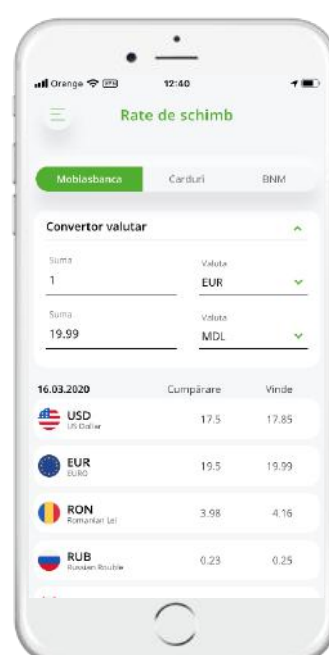 Orange VPN 12:40
Rate de schimb
Mobiasbanca Carduri BNM
Convertor valutar
Suma Valuta
1 EUR
Suma Valuta
19.99 MDL
16.03.2020 Cumpărare Vinde
USD 17.5 17.85
US Dollar
EUR 19.5 19.99
EURO
RON 3.98 4.16
Romanian Lei
RUB 0.23 0.25
Russian Rouble